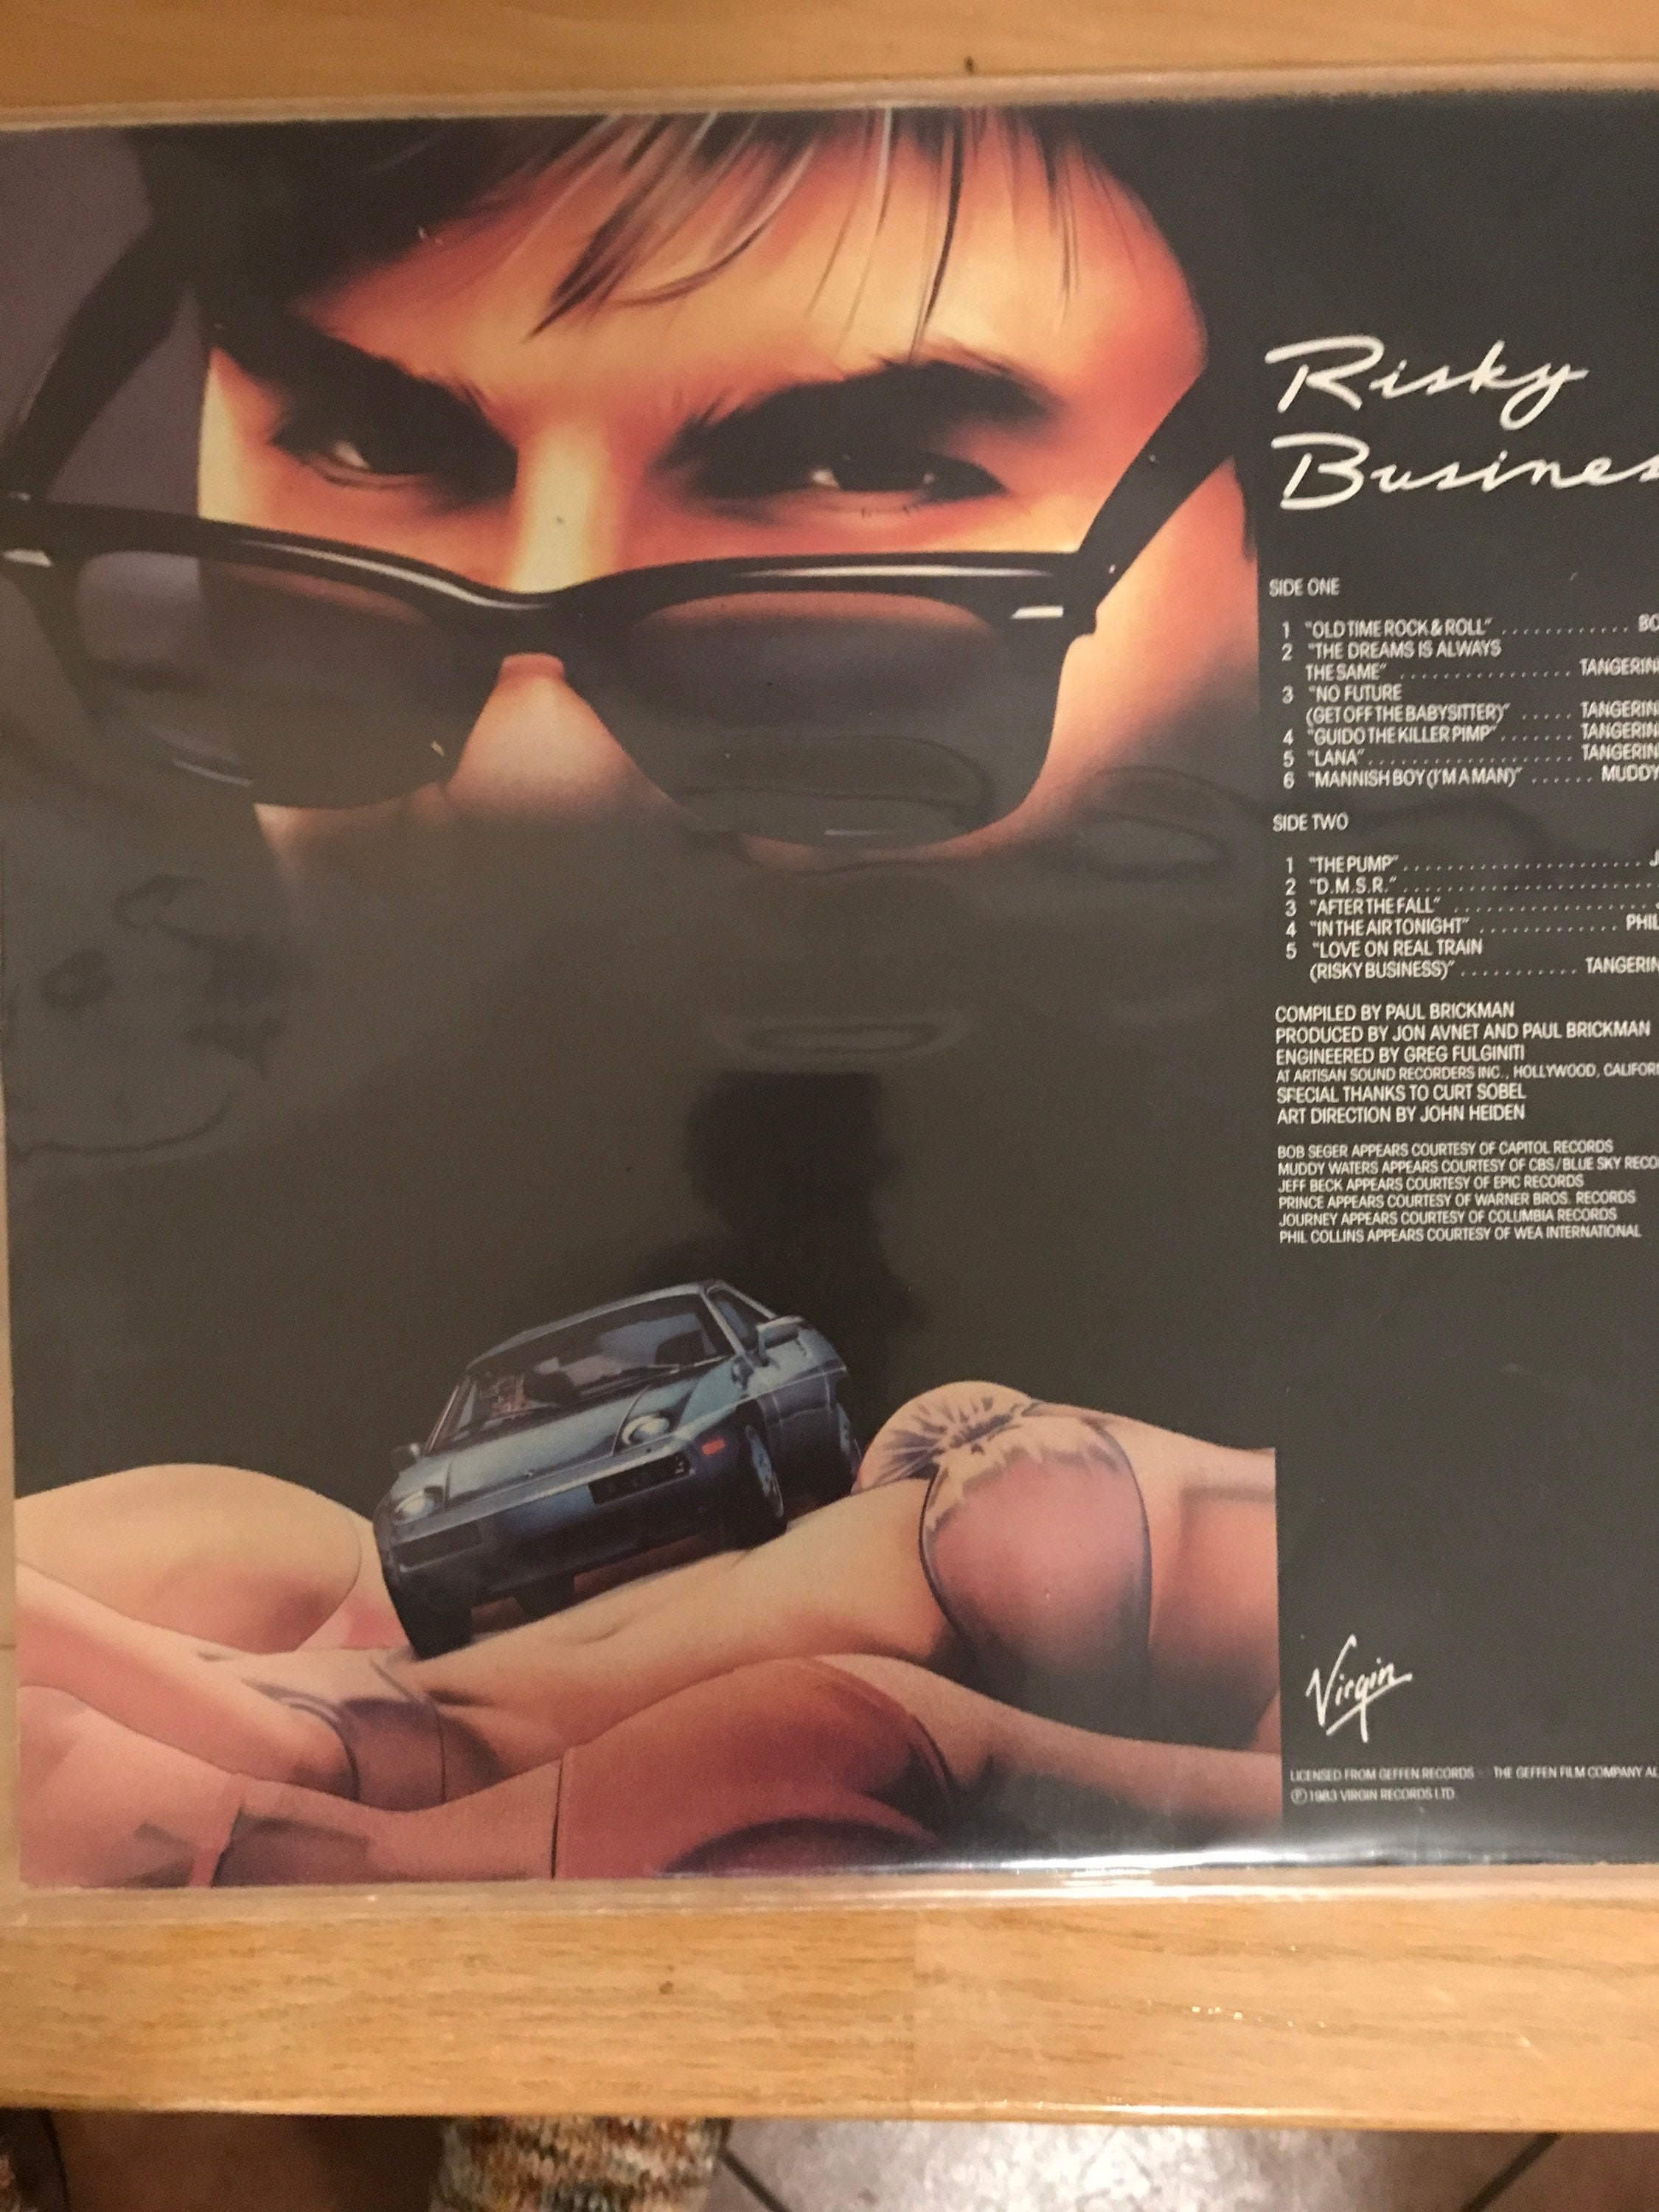 Risky
Busines
SIDE ONE
1 "OLD TIME ROCK & ROLL" ............ BO
2 "THE DREAMS IS ALWAYS
THE SAME" ................ TANGERIN
3 "NO FUTURE
(GET OFF THE BABYSITTER)" ..... TANGERIN
4 "GUIDO THE KILLER PIMP" ....... TANGERIN
5 "LANA" ..................... TANGERIN
6 "MANNISH BOY (I'M A MAN)" ...... MUDDY
SIDE TWO
1 "THE PUMP" ........................ J
2 "D.M.S.R." ..........................
3 "AFTER THE FALL" ....................
4 "IN THE AIR TONIGHT" ............. PHIL
5 "LOVE ON REAL TRAIN
(RISKY BUSINESS)" ........... TANGERIN
COMPILED BY PAUL BRICKMAN
PRODUCED BY JON AVNET AND PAUL BRICKMAN
ENGINEERED BY GREG FULGINITI
AT ARTISAN SOUND RECORDERS INC., HOLLYWOOD, CALIFOR
SPECIAL THANKS TO CURT SOBEL
ART DIRECTION BY JOHN HEIDEN
BOB SEGER APPEARS COURTESY OF CAPITOL RECORDS
MUDDY WATERS APPEARS COURTESY OF CBS/BLUE SKY RECO
JEFF BECK APPEARS COURTESY OF EPIC RECORDS
PRINCE APPEARS COURTESY OF WARNER BROS. RECORDS
JOURNEY APPEARS COURTESY OF COLUMBIA RECORDS
PHIL COLLINS APPEARS COURTESY OF WEA INTERNATIONAL
Virgin
LICENSED FROM GEFFEN RECORDS THE GEFFEN FILM COMPANY AL
Ⓟ 1983 VIRGIN RECORDS LTD.